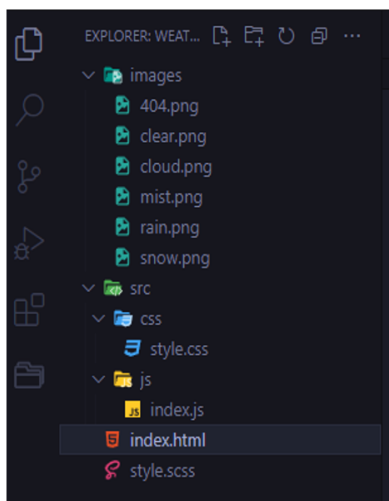 EXPLORER: WEAT...
images
404.png
clear.png
cloud.png
mist.png
rain.png
snow.png
src
css
style.css
js
JS index.js
index.html
style.scss